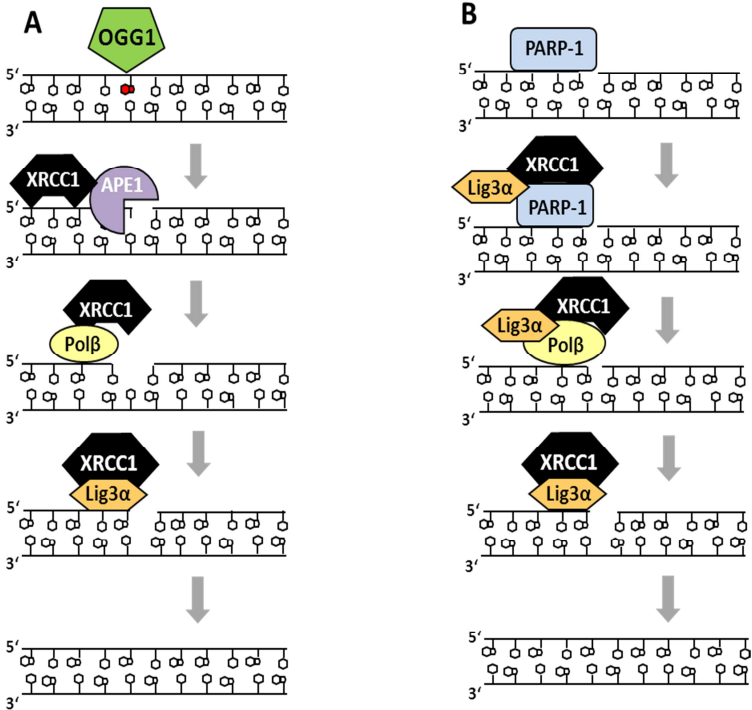 A
OGG1
5‘
3‘
XRCC1
APE1
5‘
3‘
XRCC1
Polβ
5‘
3‘
XRCC1
Lig3α
5‘
3‘
5‘
3‘
B
PARP-1
5‘
3‘
XRCC1
Lig3α
PARP-1
5‘
3‘
XRCC1
Lig3α
Polβ
5‘
3‘
XRCC1
Lig3α
5‘
3‘
5‘
3‘